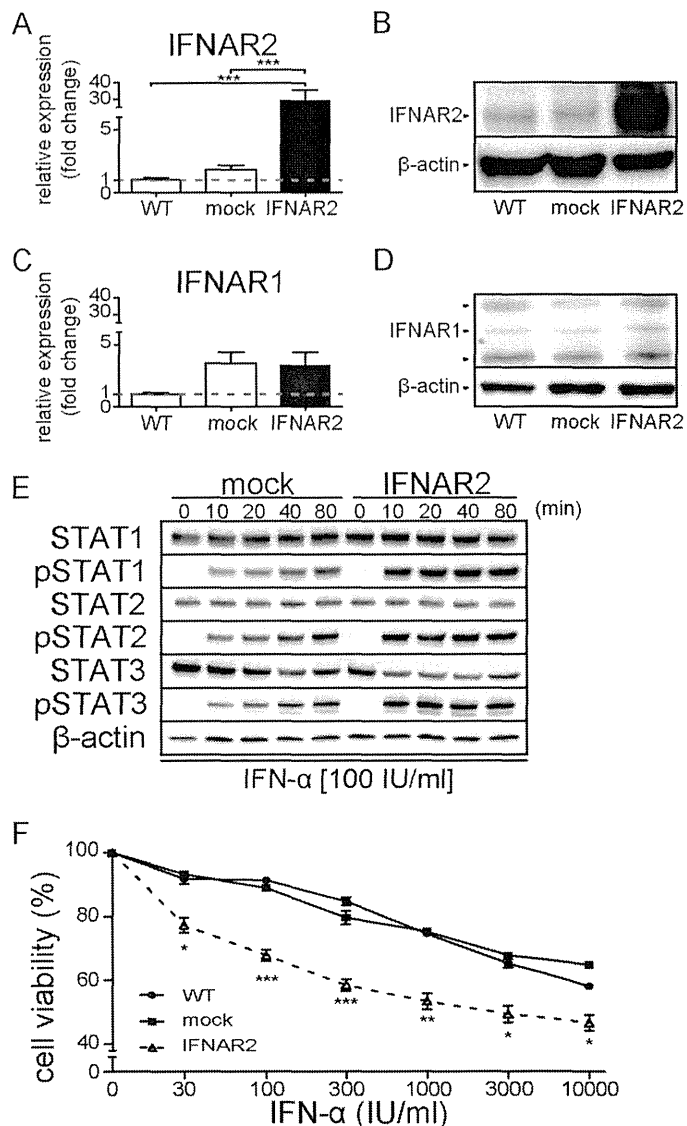 A
IFNAR2
***
***
relative expression
(fold change)
40
30
5
1
0
WT mock IFNAR2
B
IFNAR2
β-actin
WT mock IFNAR2
C
IFNAR1
relative expression
(fold change)
40
30
5
1
0
WT mock IFNAR2
D
IFNAR1
β-actin
WT mock IFNAR2
E
mock IFNAR2
0 10 20 40 80 0 10 20 40 80 (min)
STAT1
pSTAT1
STAT2
pSTAT2
STAT3
pSTAT3
β-actin
IFN-α [100 IU/ml]
F
cell viability (%)
100
80
60
40
0
WT
mock
IFNAR2
* *** *** ** * *
0 30 100 300 1000 3000 10000
IFN-α (IU/ml)